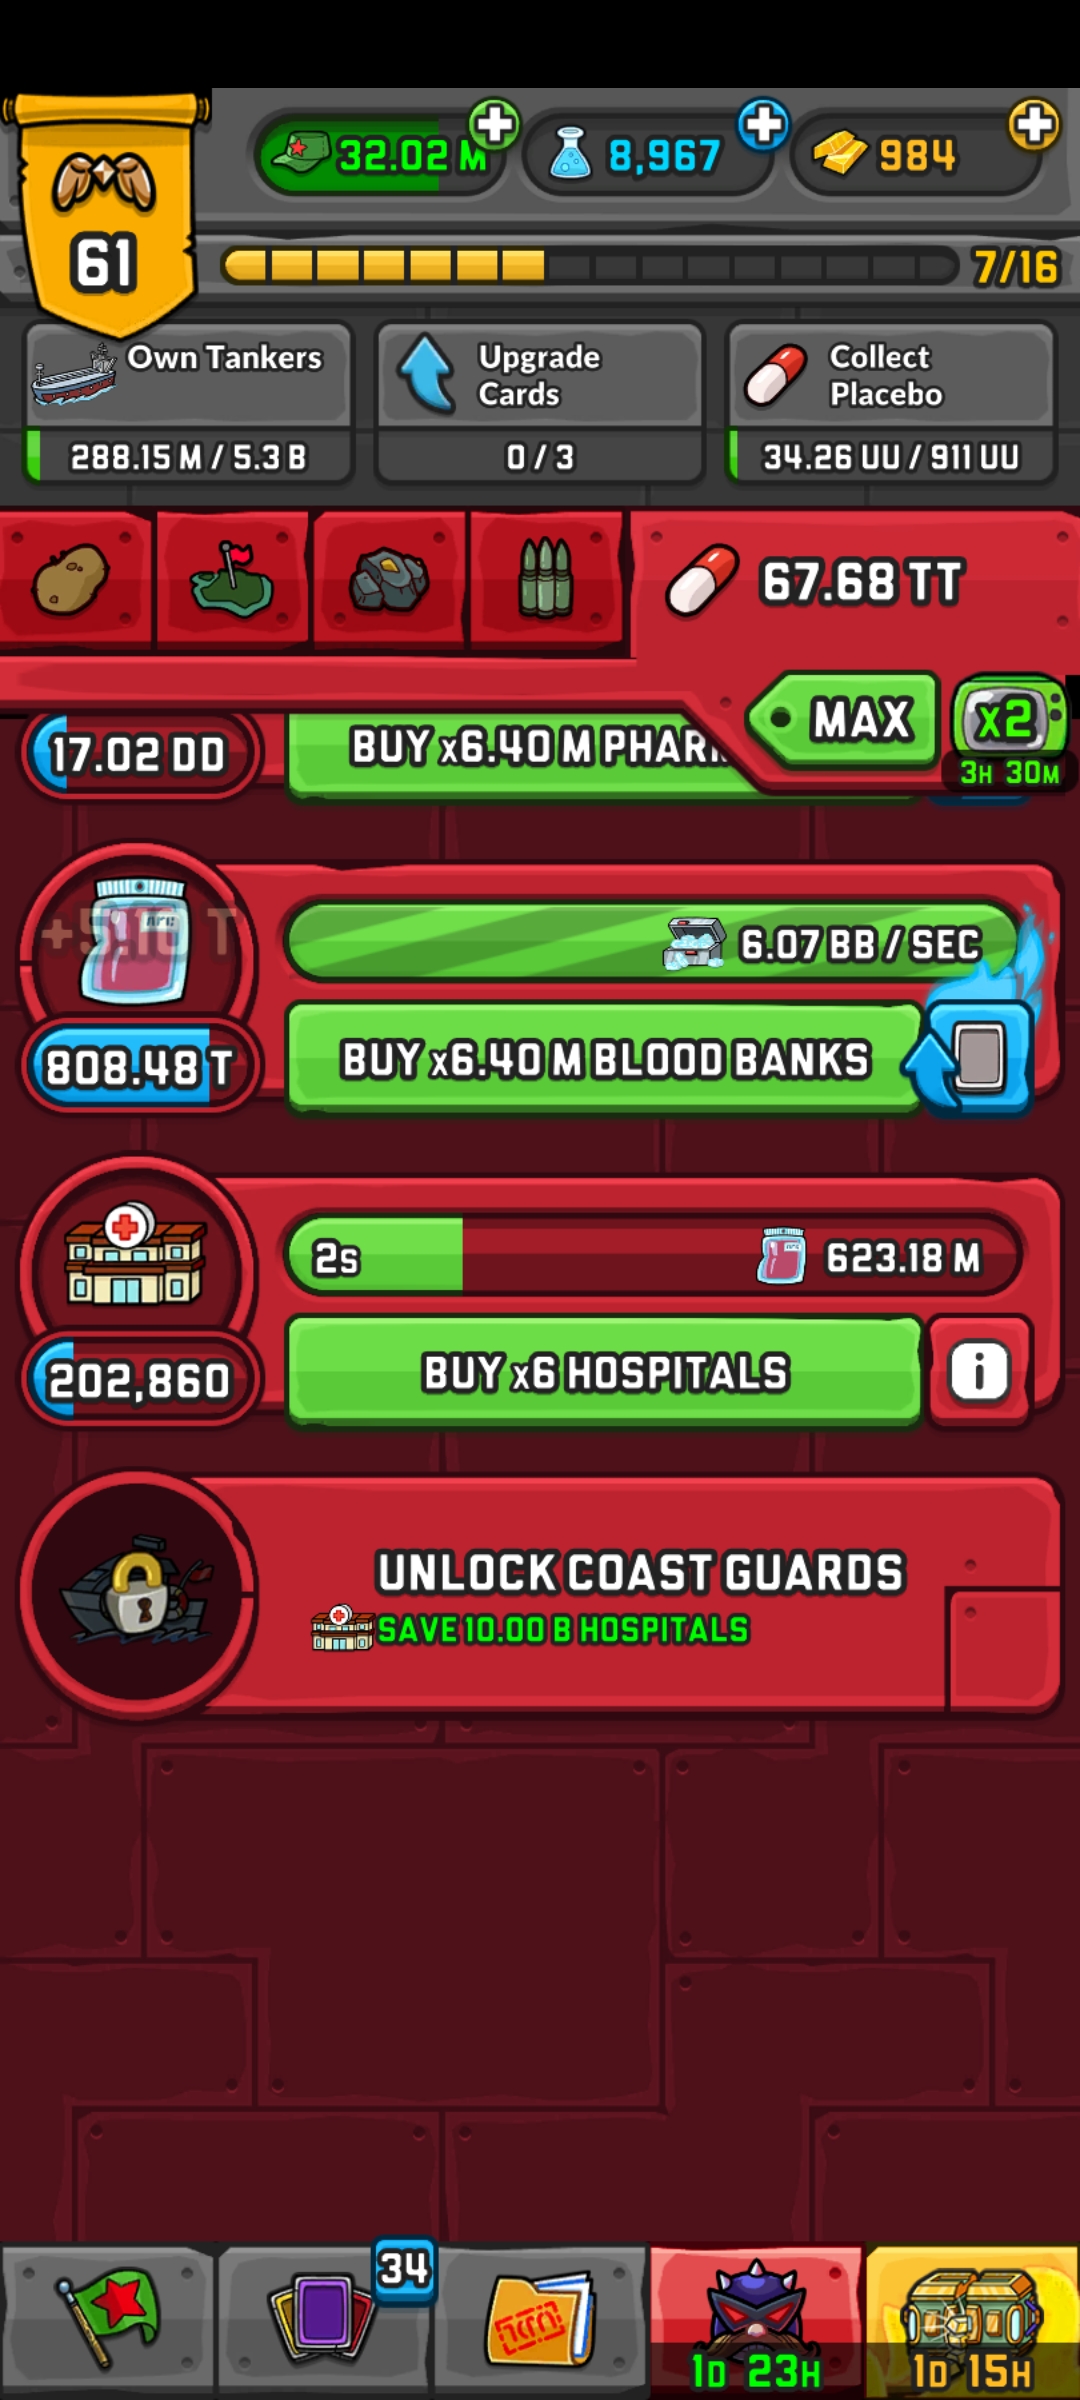 32.02 M
8,967
984
61
7/16
Own Tankers
288.15 M / 5.3 B
Upgrade
Cards
0 / 3
Collect
Placebo
34.26 UU / 911 UU
67.68 TT
MAX
x2
3H 30M
17.02 DD
BUY x6.40 M
6.07 BB / SEC
808.48 T
BUY x6.40 M BLOOD BANKS
2s
623.18 M
202,860
BUY x6 HOSPITALS
i
UNLOCK COAST GUARDS
SAVE 10.00 B HOSPITALS
34
1D 23H
1D 15H